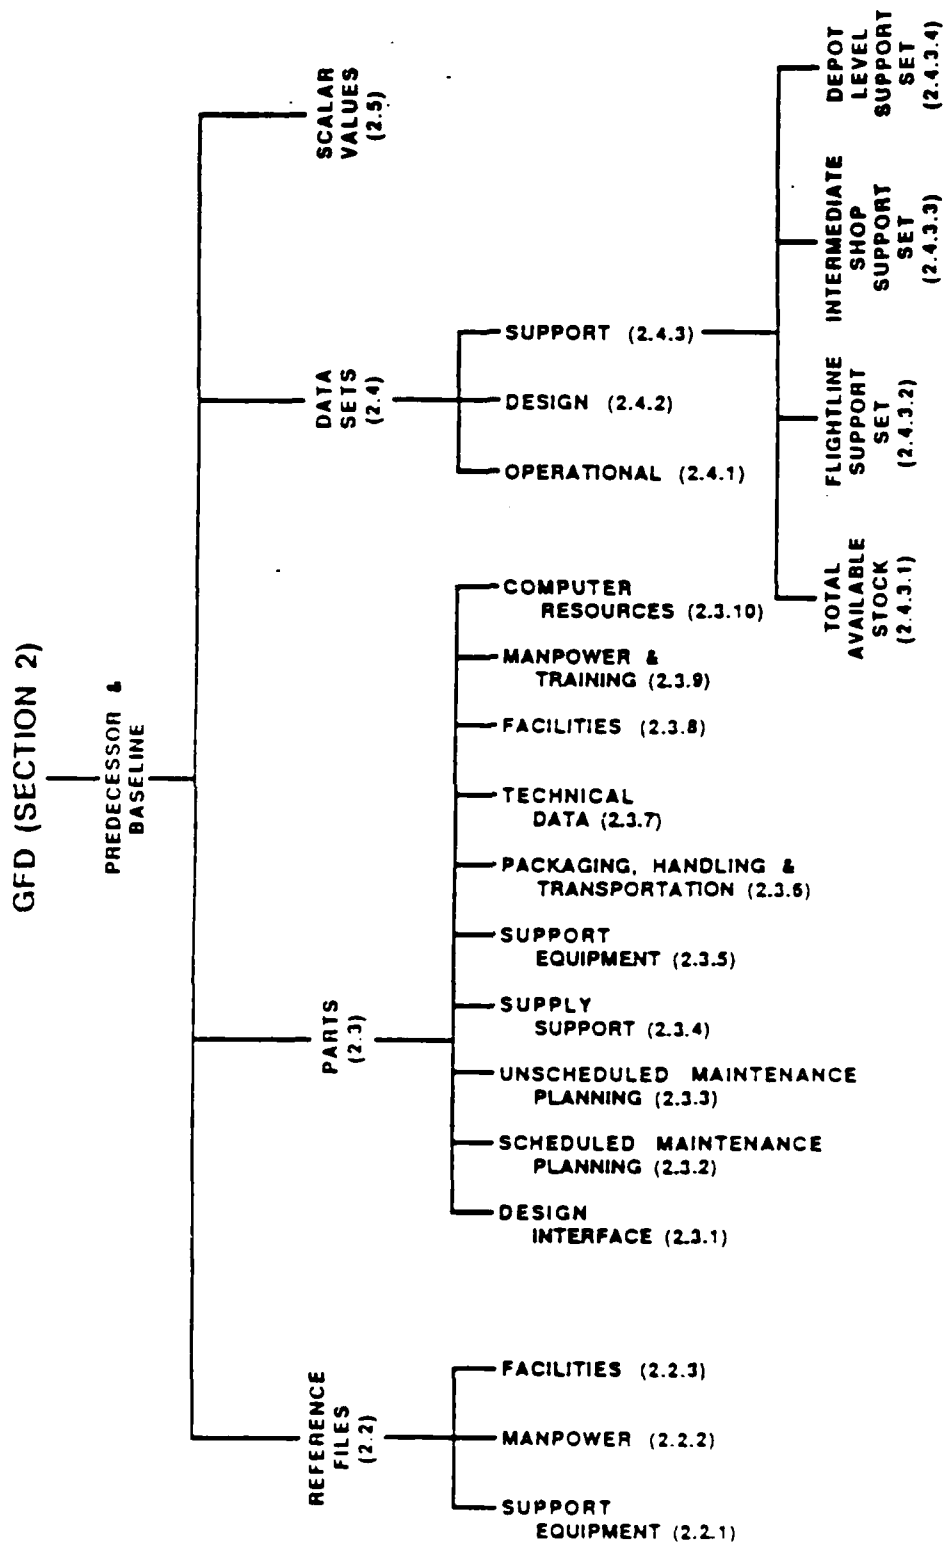 GFD (SECTION 2)
PREDECESSOR &
BASELINE
REFERENCE
FILES
(2.2)
PARTS
(2.3)
DATA
SETS
(2.4)
SCALAR
VALUES
(2.5)
SUPPORT
EQUIPMENT (2.2.1)
MANPOWER (2.2.2)
FACILITIES (2.2.3)
DESIGN
INTERFACE (2.3.1)
SCHEDULED MAINTENANCE
PLANNING (2.3.2)
UNSCHEDULED MAINTENANCE
PLANNING (2.3.3)
SUPPLY
SUPPORT (2.3.4)
SUPPORT
EQUIPMENT (2.3.5)
PACKAGING, HANDLING &
TRANSPORTATION (2.3.6)
TECHNICAL
DATA (2.3.7)
FACILITIES (2.3.8)
MANPOWER &
TRAINING (2.3.9)
COMPUTER
RESOURCES (2.3.10)
OPERATIONAL (2.4.1)
DESIGN (2.4.2)
SUPPORT (2.4.3)
TOTAL
AVAILABLE
STOCK
(2.4.3.1)
FLIGHTLINE
SUPPORT
SET
(2.4.3.2)
INTERMEDIATE
SHOP
SUPPORT
SET
(2.4.3.3)
DEPOT
LEVEL
SUPPORT
SET
(2.4.3.4)